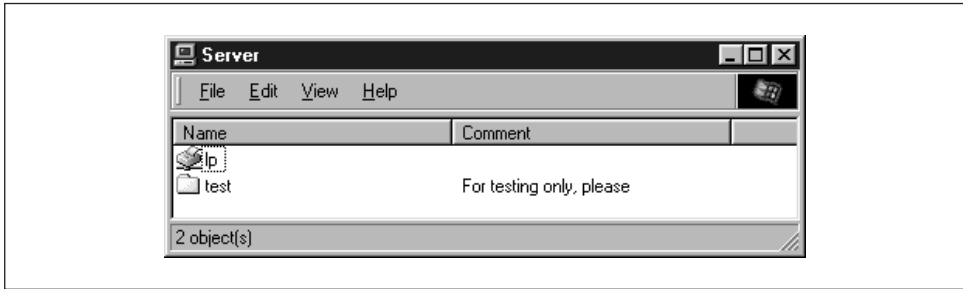 Server
File Edit View Help
Name Comment
lp
test For testing only, please
2 object(s)